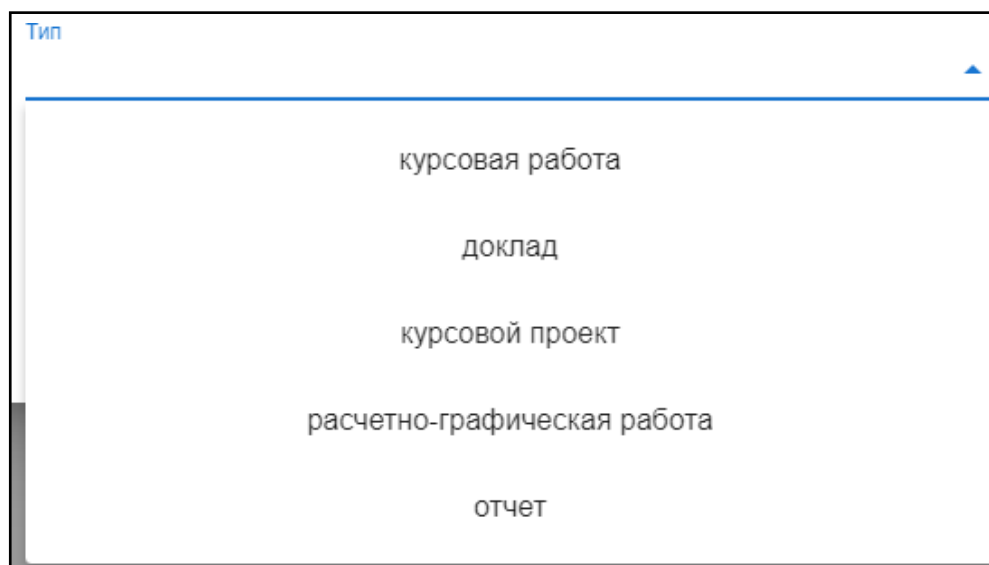 Тип
курсовая работа
доклад
курсовой проект
расчетно-графическая работа
отчет